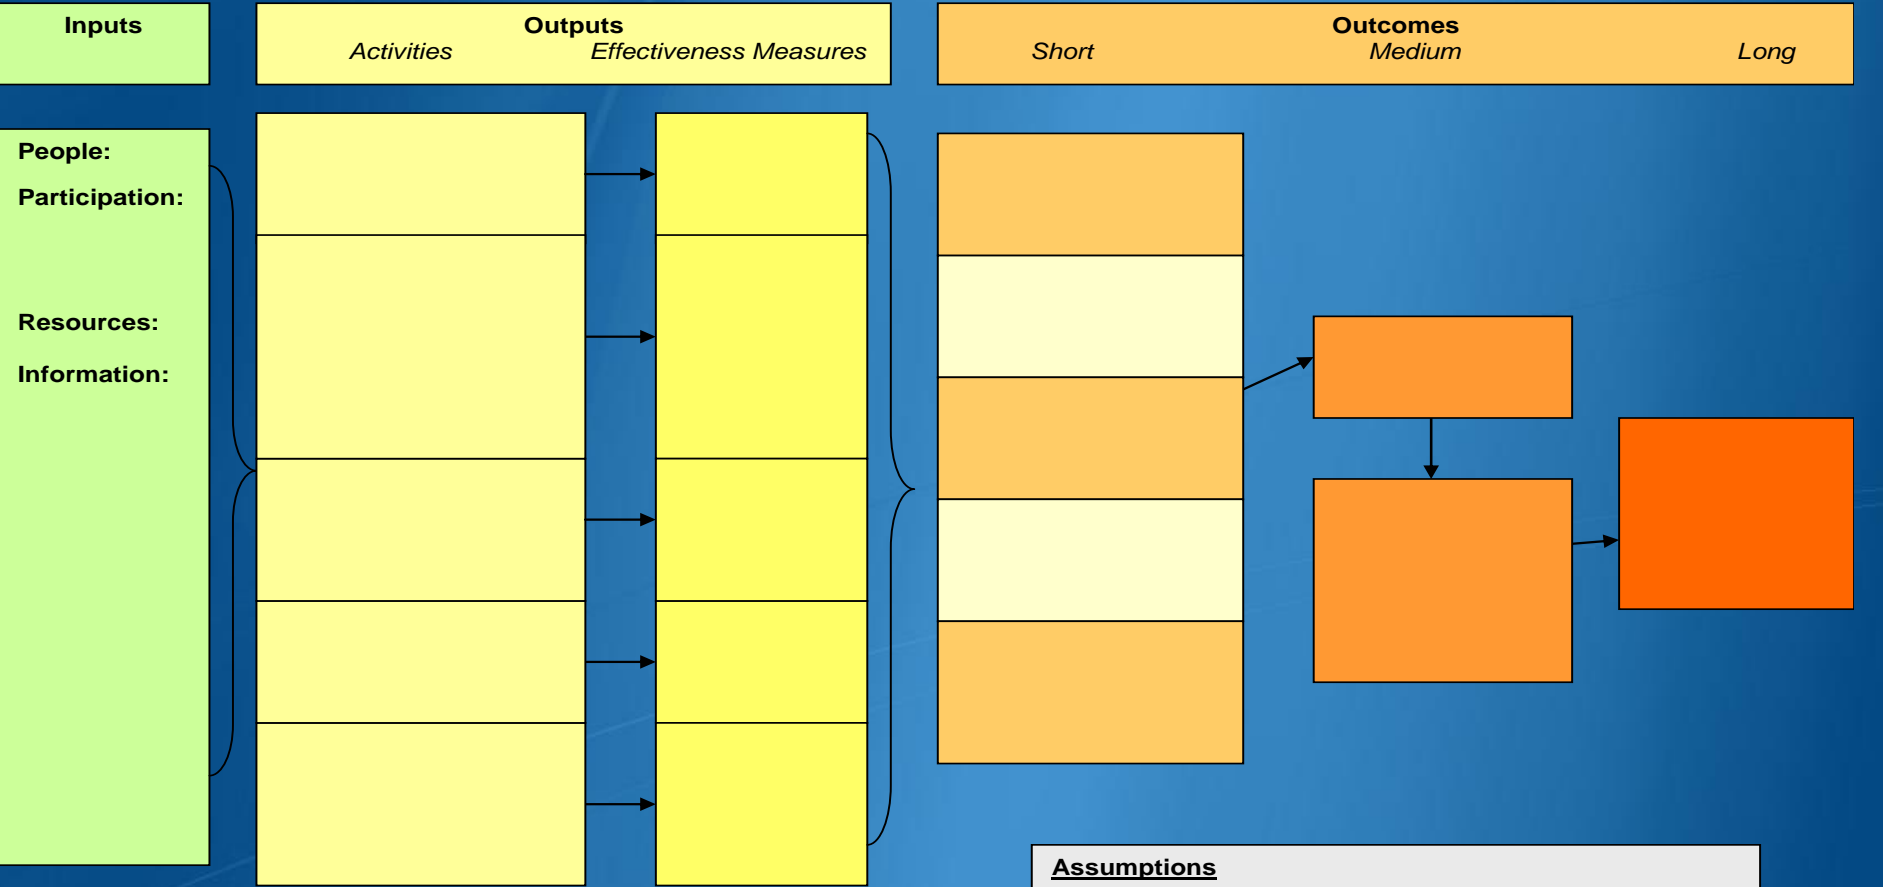 Inputs
Outputs
Activities Effectiveness Measures
Outcomes
Short Medium Long
People:
Participation:
Resources:
Information:
Assumptions